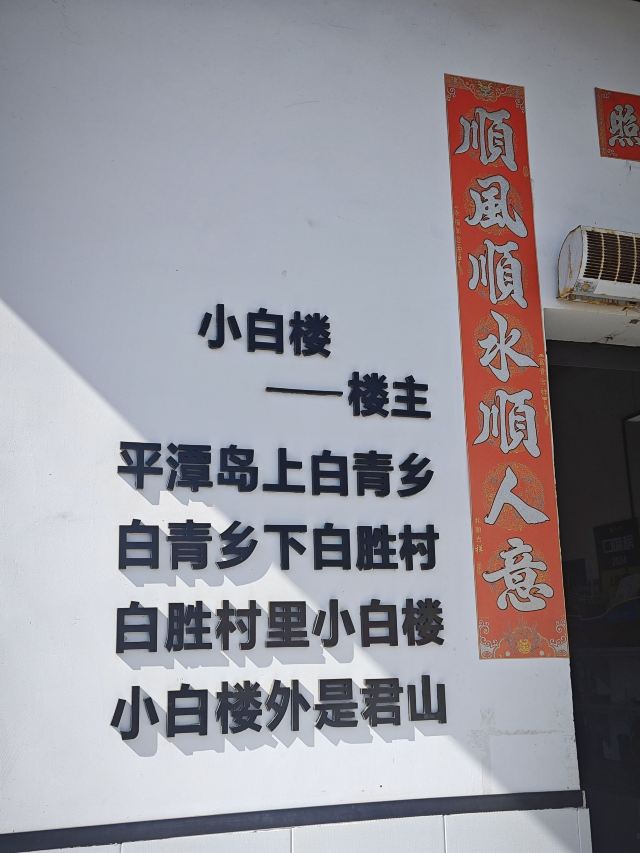 小白楼
——楼主
平潭岛上白青乡
白青乡下白胜村
白胜村里小白楼
小白楼外是君山
順風順水順人意
照